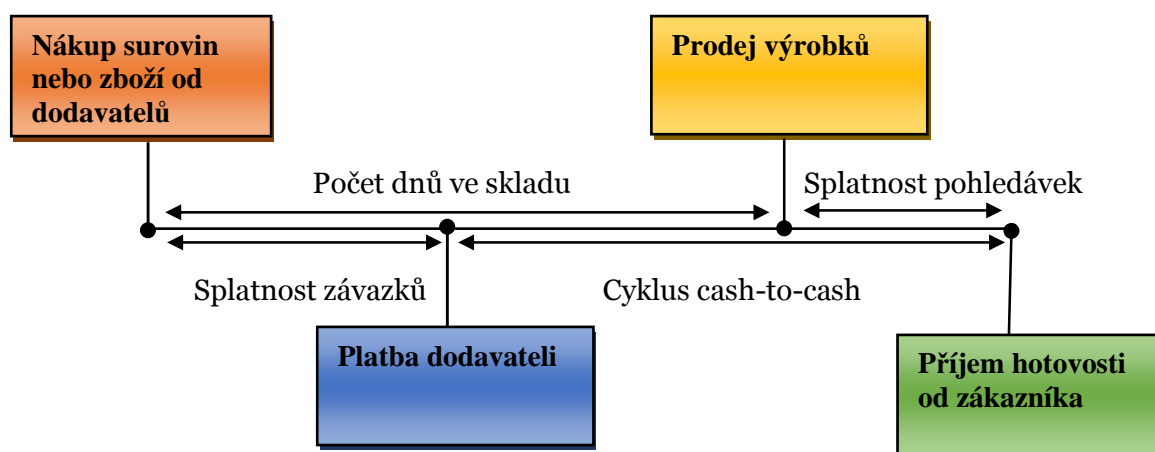 Nákup surovin
nebo zboží od
dodavatelů
Prodej výrobků
Počet dnů ve skladu
Splatnost pohledávek
Splatnost závazků
Cyklus cash-to-cash
Platba dodavateli
Příjem hotovosti
od zákazníka